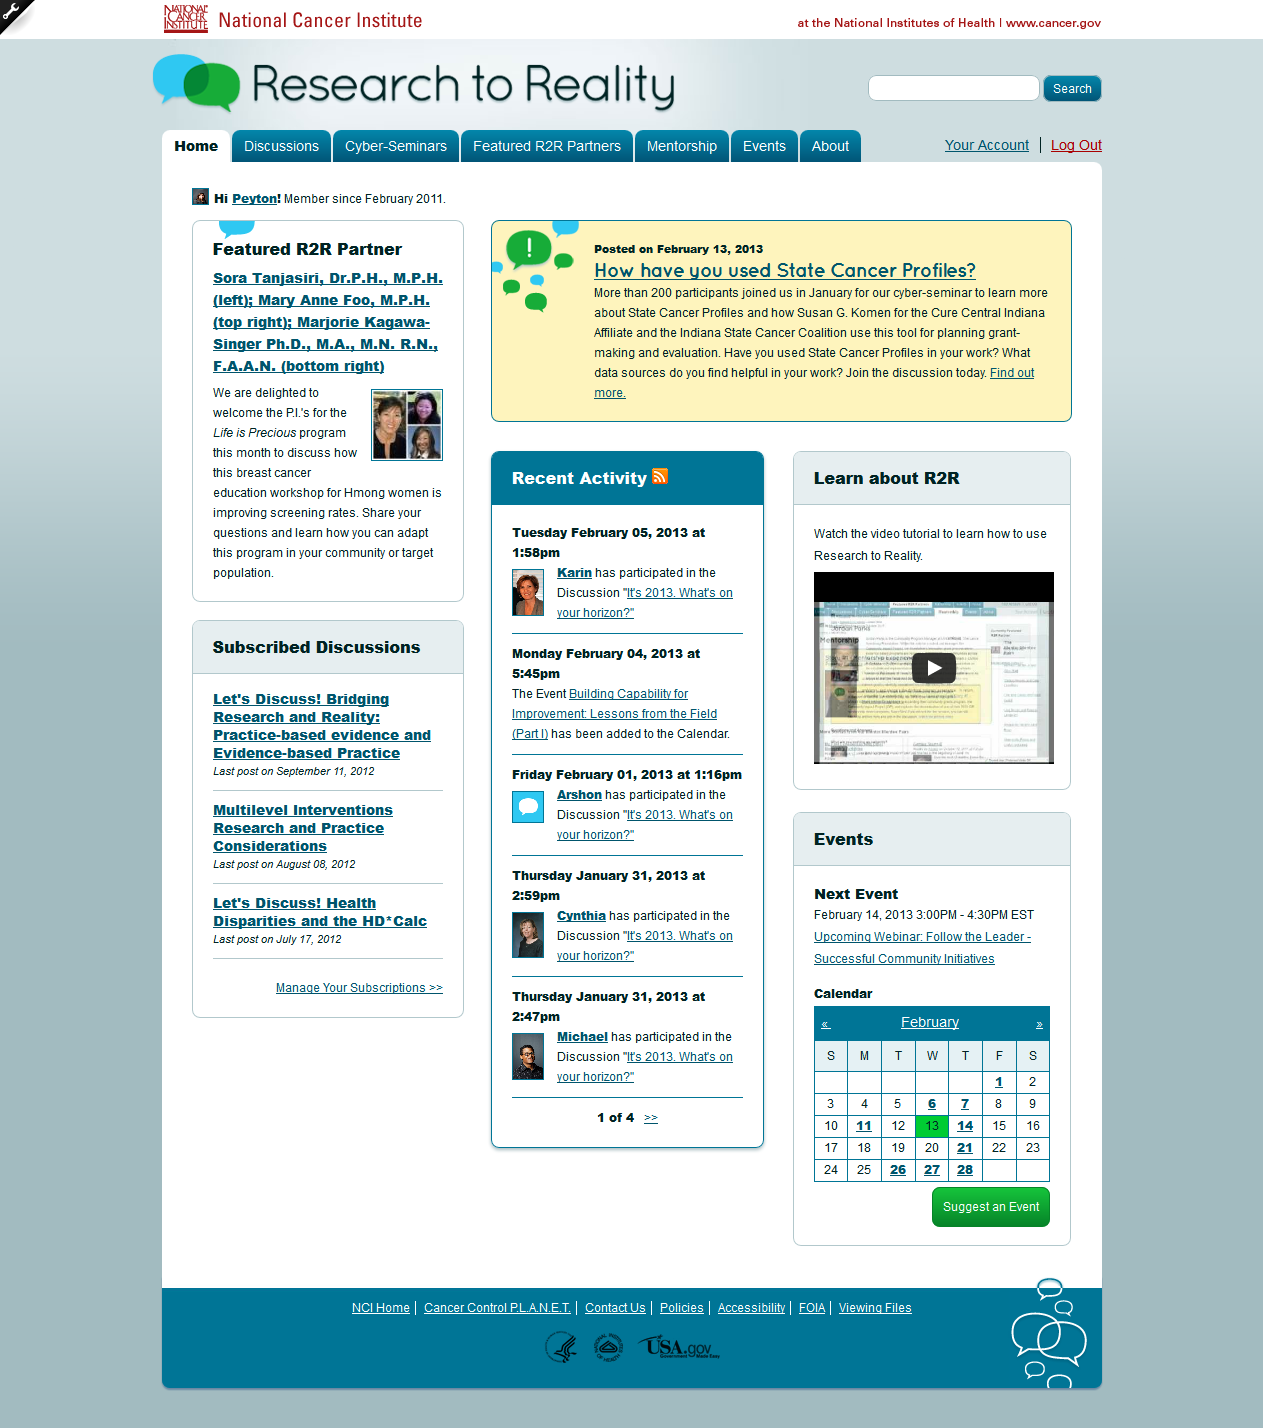 NATIONAL
CANCER
INSTITUTE
National Cancer Institute
at the National Institutes of Health | www.cancer.gov
Research to Reality
Search
Home
Discussions
Cyber-Seminars
Featured R2R Partners
Mentorship
Events
About
Your Account
Log Out
Hi Peyton! Member since February 2011.
Featured R2R Partner
Sora Tanjasiri, Dr.P.H., M.P.H.
(left); Mary Anne Foo, M.P.H.
(top right); Marjorie Kagawa-
Singer Ph.D., M.A., M.N. R.N.,
F.A.A.N. (bottom right)
We are delighted to
welcome the P.I.'s for the
Life is Precious program
this month to discuss how
this breast cancer
education workshop for Hmong women is
improving screening rates. Share your
questions and learn how you can adapt
this program in your community or target
population.
Subscribed Discussions
Let's Discuss! Bridging
Research and Reality:
Practice-based evidence and
Evidence-based Practice
Last post on September 11, 2012
Multilevel Interventions
Research and Practice
Considerations
Last post on August 08, 2012
Let's Discuss! Health
Disparities and the HD*Calc
Last post on July 17, 2012
Manage Your Subscriptions >>
!
Posted on February 13, 2013
How have you used State Cancer Profiles?
More than 200 participants joined us in January for our cyber-seminar to learn more
about State Cancer Profiles and how Susan G. Komen for the Cure Central Indiana
Affiliate and the Indiana State Cancer Coalition use this tool for planning grant-
making and evaluation. Have you used State Cancer Profiles in your work? What
data sources do you find helpful in your work? Join the discussion today. Find out
more.
Recent Activity
Tuesday February 05, 2013 at
1:58pm
Karin has participated in the
Discussion "It's 2013. What's on
your horizon?"
Monday February 04, 2013 at
5:45pm
The Event Building Capability for
Improvement: Lessons from the Field
(Part I) has been added to the Calendar.
Friday February 01, 2013 at 1:16pm
Arshon has participated in the
Discussion "It's 2013. What's on
your horizon?"
Thursday January 31, 2013 at
2:59pm
Cynthia has participated in the
Discussion "It's 2013. What's on
your horizon?"
Thursday January 31, 2013 at
2:47pm
Michael has participated in the
Discussion "It's 2013. What's on
your horizon?"
1 of 4 >>
Learn about R2R
Watch the video tutorial to learn how to use
Research to Reality.
Jordan Parks
Mentorship
Events
Next Event
February 14, 2013 3:00PM - 4:30PM EST
Upcoming Webinar: Follow the Leader -
Successful Community Initiatives
Calendar
« February »
S M T W T F S
1 2
3 4 5 6 7 8 9
10 11 12 13 14 15 16
17 18 19 20 21 22 23
24 25 26 27 28
Suggest an Event
NCI Home | Cancer Control P.L.A.N.E.T. | Contact Us | Policies | Accessibility | FOIA | Viewing Files
USA.gov